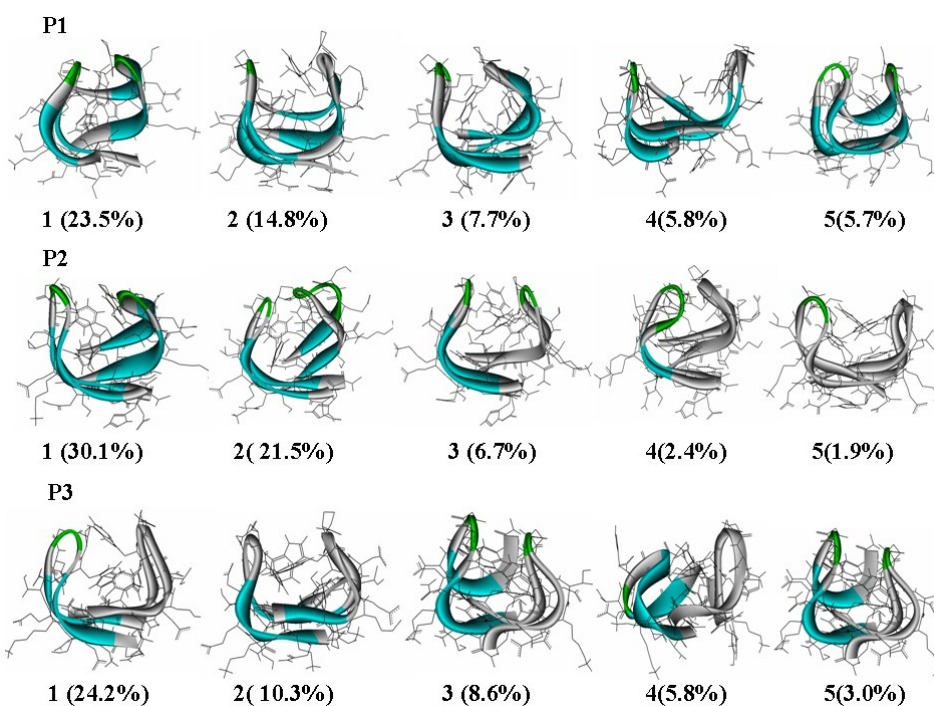 P1
1 (23.5%) 2 (14.8%) 3 (7.7%) 4(5.8%) 5(5.7%)
P2
1 (30.1%) 2( 21.5%) 3 (6.7%) 4(2.4%) 5(1.9%)
P3
1 (24.2%) 2( 10.3%) 3 (8.6%) 4(5.8%) 5(3.0%)